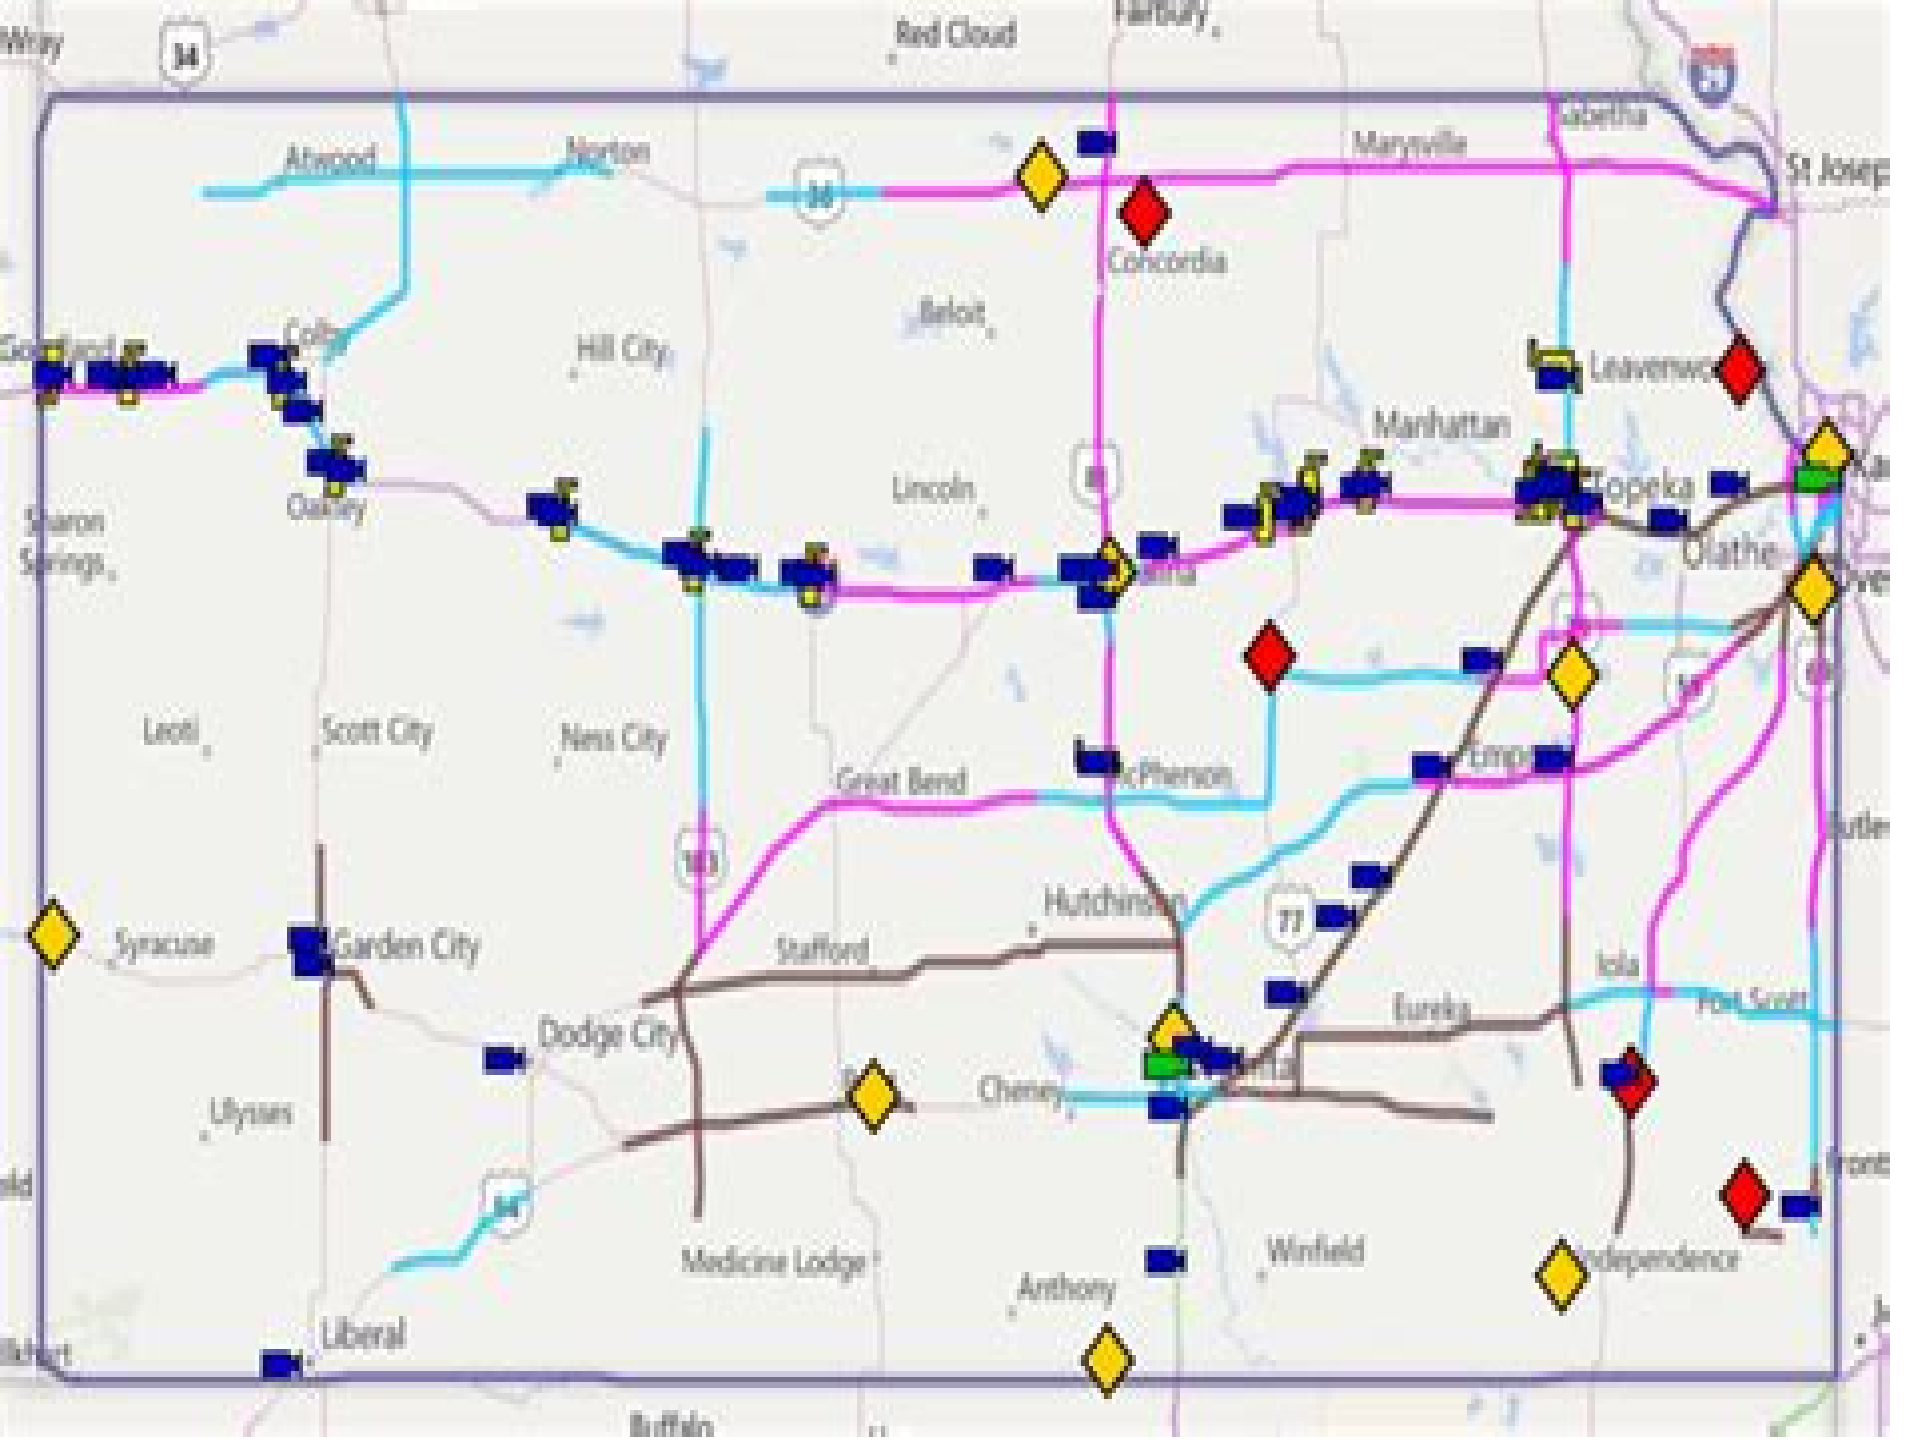 Wray
34
Red Cloud
Fairbury
Sabetha
Atwood
Norton
Marysville
36
St Josep
Concordia
Beloit
Colby
Hill City
Leavenwo
Manhattan
Lincoln
Topeka
Oakley
Sharon
Springs
Olathe
Leoti
Scott City
Ness City
Great Bend
McPherson
183
Hutchinson
77
Syracuse
Garden City
Stafford
Iola
Eureka
Fort Scott
Dodge City
Cheney
Ulysses
Medicine Lodge
Winfield
Independence
Anthony
Liberal
Buffalo